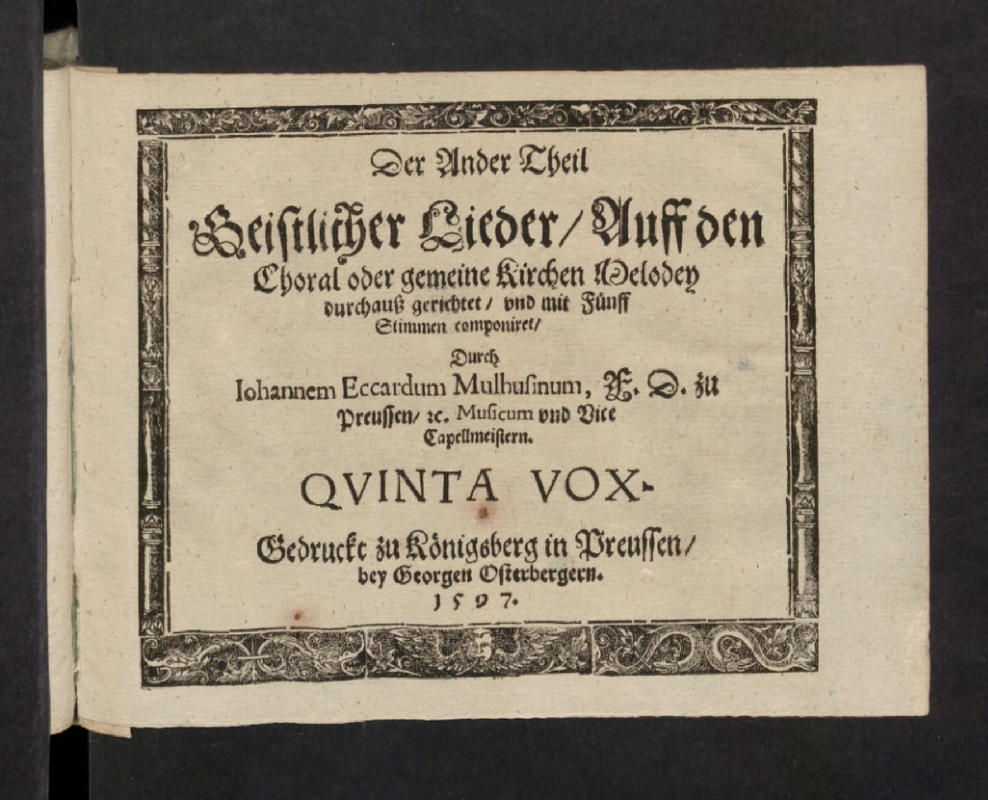 Der Ander Theil
Geistlicher Lieder/ Auff den
Choral oder gemeine Kirchen Melodey
durchauß gerichtet/ vnd mit Fünff
Stimmen componiret/
Durch
Iohannem Eccardum Mulhusinum, F. D. zu
Preussen/ ꝛc. Musicum vnd Vice
Capellmeistern.
QVINTA VOX.
Gedruckt zu Königsberg in Preussen/
bey Georgen Osterbergern.
1597.